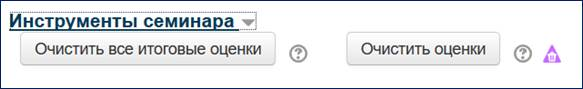 Инструменты семинара
Очистить все итоговые оценки Очистить оценки